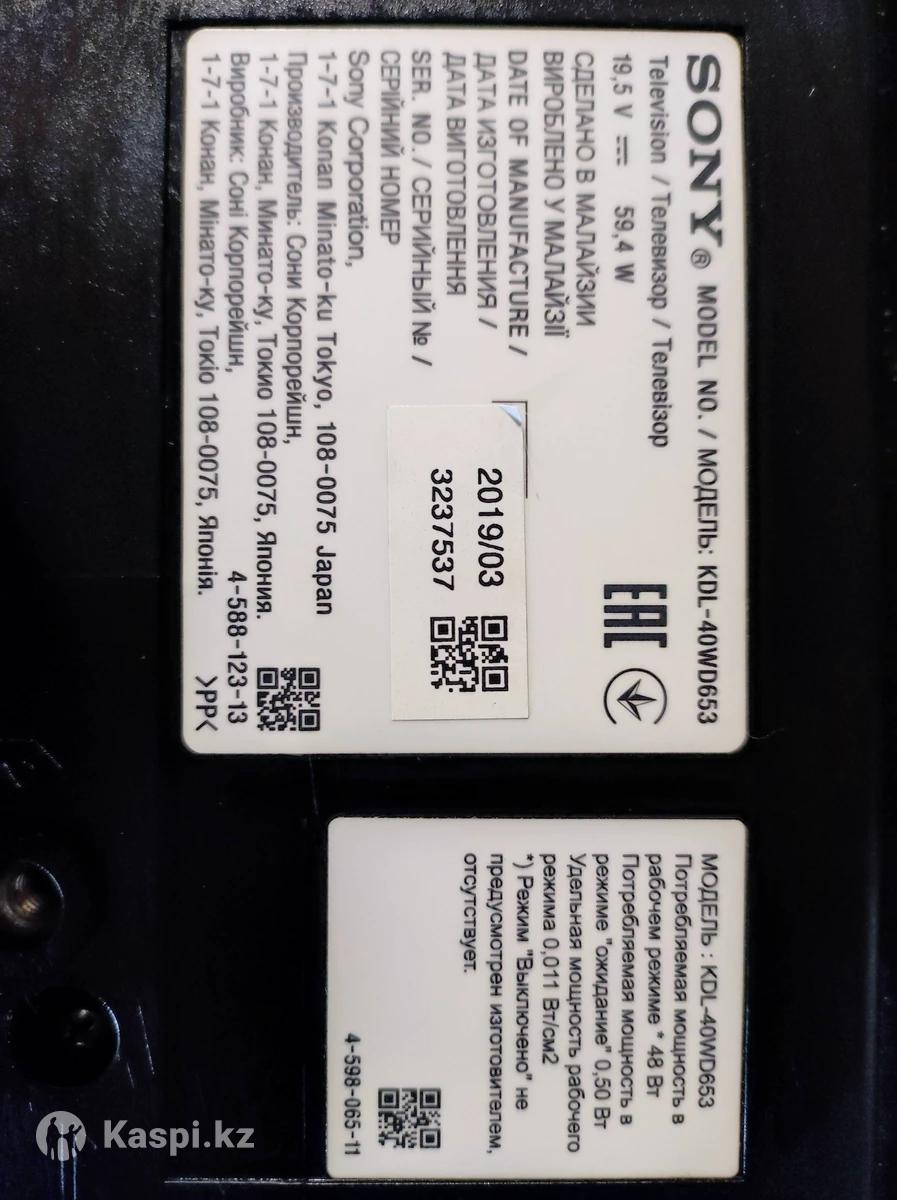 SONY® MODEL NO. / МОДЕЛЬ: KDL-40WD653
Television / Телевизор / Телевізор
19,5 V ⎓ 59,4 W
СДЕЛАНО В МАЛАЙЗИИ
ВИРОБЛЕНО У МАЛАЙЗІЇ
EAC
DATE OF MANUFACTURE /
ДАТА ИЗГОТОВЛЕНИЯ /
ДАТА ВИГОТОВЛЕННЯ
2019/03
SER. NO. / СЕРИЙНЫЙ № /
СЕРІЙНИЙ НОМЕР
3237537
Sony Corporation,
1-7-1 Konan Minato-ku Tokyo, 108-0075 Japan
Производитель: Сони Корпорейшн,
1-7-1 Конан, Минато-ку, Токио 108-0075, Япония.
Виробник: Соні Корпорейшн,
1-7-1 Конан, Мінато-ку, Токіо 108-0075, Японія.
4-588-123-13
>PP<
МОДЕЛЬ : KDL-40WD653
Потребляемая мощность в
рабочем режиме * 48 Вт
Потребляемая мощность в
режиме "ожидание" 0,50 Вт
Удельная мощность рабочего
режима 0,011 Вт/см2
*) Режим "Выключено" не
предусмотрен изготовителем,
отсутствует.
4-598-065-11
Kaspi.kz